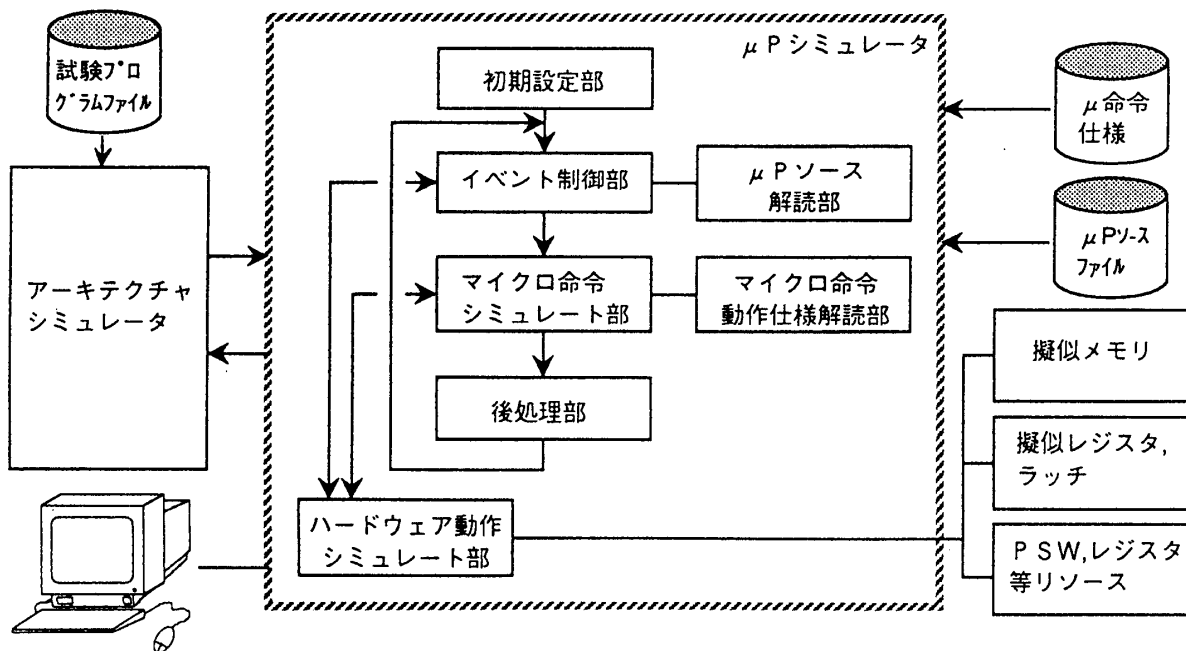 試験プロ
グラムファイル
アーキテクチャ
シミュレータ
μPシミュレータ
初期設定部
イベント制御部
μPソース
解読部
マイクロ命令
シミュレート部
マイクロ命令
動作仕様解読部
後処理部
ハードウェア動作
シミュレート部
μ命令
仕様
μPソース
ファイル
擬似メモリ
擬似レジスタ,
ラッチ
PSW,レジスタ
等リソース